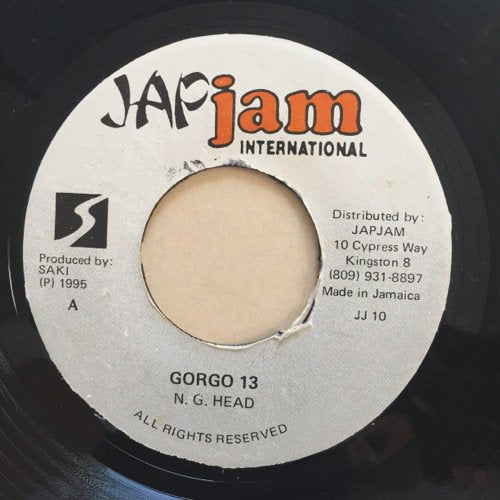 JAPjam
INTERNATIONAL
S
Produced by:
SAKI
(P) 1995
A
Distributed by:
JAPJAM
10 Cypress Way
Kingston 8
(809) 931-8897
Made in Jamaica
JJ 10
GORGO 13
N. G. HEAD
ALL RIGHTS RESERVED